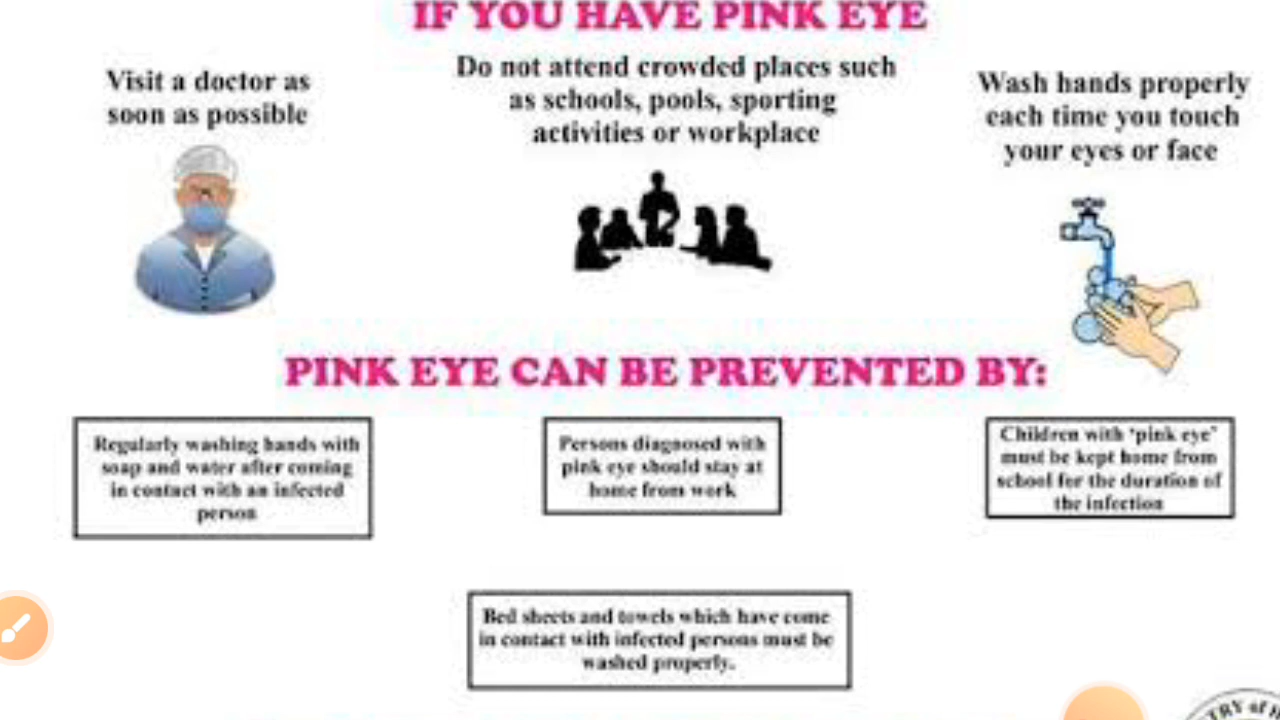 IF YOU HAVE PINK EYE
Visit a doctor as
soon as possible
Do not attend crowded places such
as schools, pools, sporting
activities or workplace
Wash hands properly
each time you touch
your eyes or face
PINK EYE CAN BE PREVENTED BY:
Regularly washing hands with
soap and water after coming
in contact with an infected
person
Persons diagnosed with
pink eye should stay at
home from work
Children with 'pink eye'
must be kept home from
school for the duration of
the infection
Bed sheets and towels which have come
in contact with infected persons must be
washed properly.